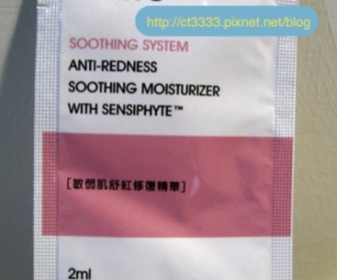 http://ct3333.pixnet.net/blog
SOOTHING SYSTEM
ANTI-REDNESS
SOOTHING MOISTURIZER
WITH SENSIPHYTE™
[敏弱肌舒紅修復精華]
2ml